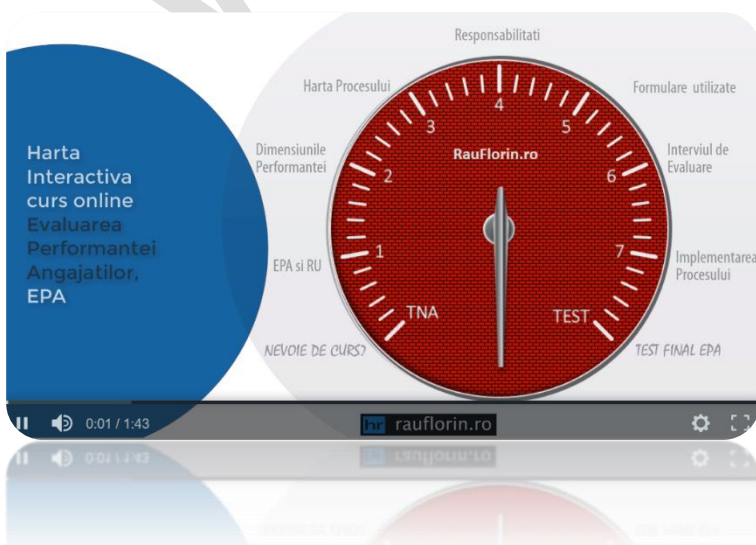 Harta
Interactiva
curs online
Evaluarea
Performantei
Angajatilor,
EPA
Responsabilitati
Harta Procesului
Formulare utilizate
Dimensiunile
Performantei
Interviul de
Evaluare
EPA si RU
Implementarea
Procesului
NEVOIE DE CURS?
TEST FINAL EPA
RauFlorin.ro
TNA
1
2
3
4
5
6
7
TEST
0:01 / 1:43
hr rauflorin.ro